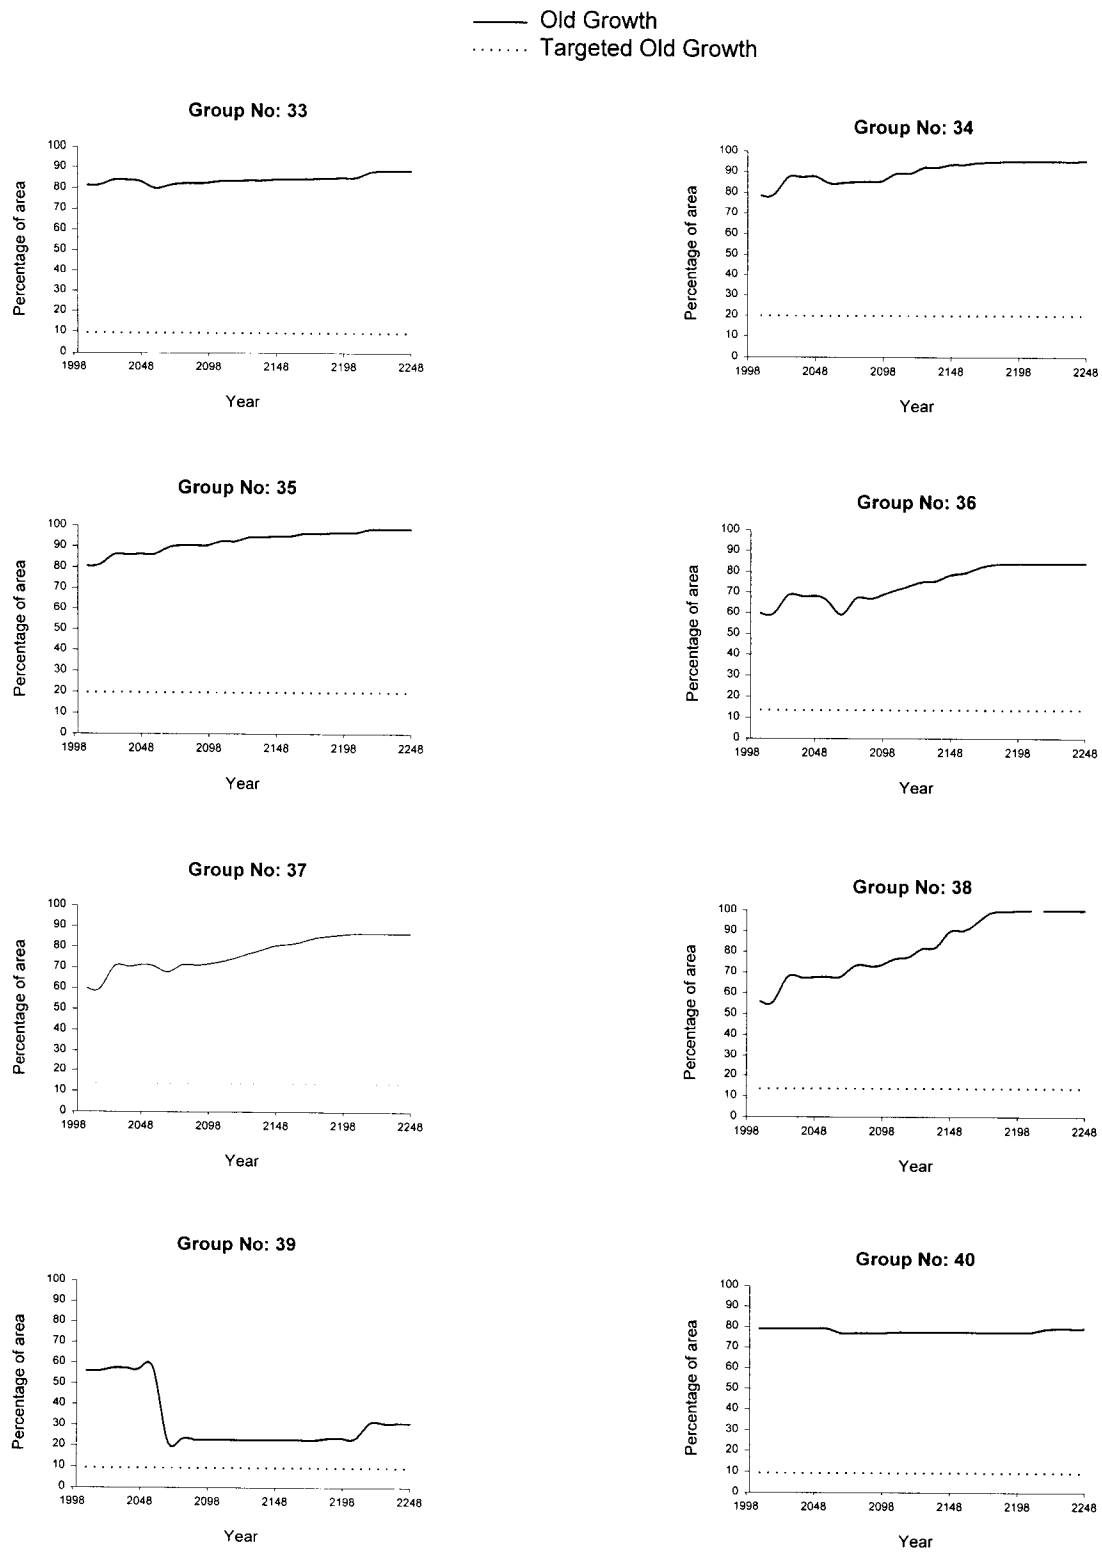 Old Growth
Targeted Old Growth
Group No: 33
Percentage of area
100
90
80
70
60
50
40
30
20
10
0
1998 2048 2098 2148 2198 2248
Year
Group No: 34
Percentage of area
100
90
80
70
60
50
40
30
20
10
0
1998 2048 2098 2148 2198 2248
Year
Group No: 35
Percentage of area
100
90
80
70
60
50
40
30
20
10
0
1998 2048 2098 2148 2198 2248
Year
Group No: 36
Percentage of area
100
90
80
70
60
50
40
30
20
10
0
1998 2048 2098 2148 2198 2248
Year
Group No: 37
Percentage of area
100
90
80
70
60
50
40
30
20
10
0
1998 2048 2098 2148 2198 2248
Year
Group No: 38
Percentage of area
100
90
80
70
60
50
40
30
20
10
0
1998 2048 2098 2148 2198 2248
Year
Group No: 39
Percentage of area
100
90
80
70
60
50
40
30
20
10
0
1998 2048 2098 2148 2198 2248
Year
Group No: 40
Percentage of area
100
90
80
70
60
50
40
30
20
10
0
1998 2048 2098 2148 2198 2248
Year